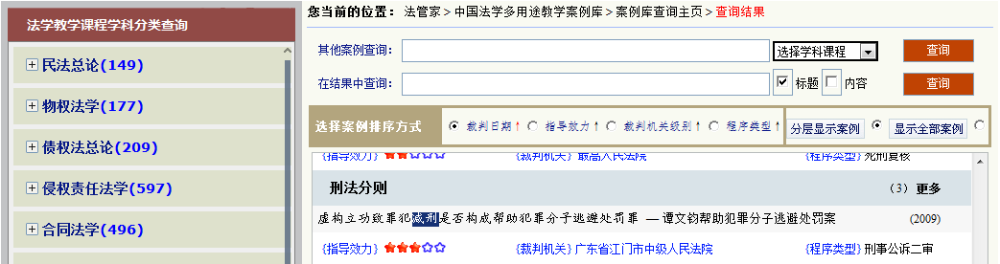 法学教学课程学科分类查询
民法总论(149)
物权法学(177)
债权法总论(209)
侵权责任法学(597)
合同法学(496)
您当前的位置： 法管家 > 中国法学多用途教学案例库 > 案例库查询主页 > 查询结果
其他案例查询： 选择学科课程 查询
在结果中查询： 标题 内容 查询
选择案例排序方式 裁判日期↑ 指导效力↑ 裁判机关级别↑ 程序类型↑ 分层显示案例 显示全部案例
{指导效力} {裁判机关} 最高人民法院 {程序类型} 死刑复核
刑法分则 （3） 更多
虚构立功致罪犯减刑是否构成帮助犯罪分子逃避处罚罪 —谭文钧帮助犯罪分子逃避处罚案 (2009)
{指导效力} {裁判机关} 广东省江门市中级人民法院 {程序类型} 刑事公诉二审